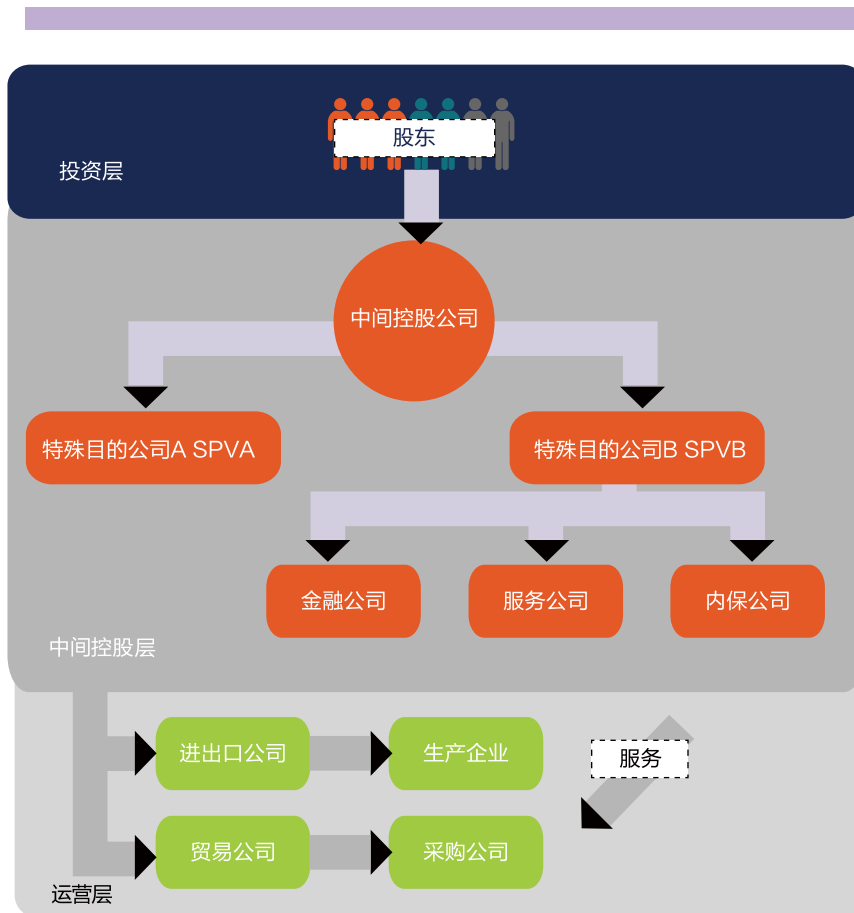 股东
投资层
中间控股公司
特殊目的公司A SPVA
特殊目的公司B SPVB
金融公司
服务公司
内保公司
中间控股层
进出口公司
生产企业
服务
贸易公司
采购公司
运营层